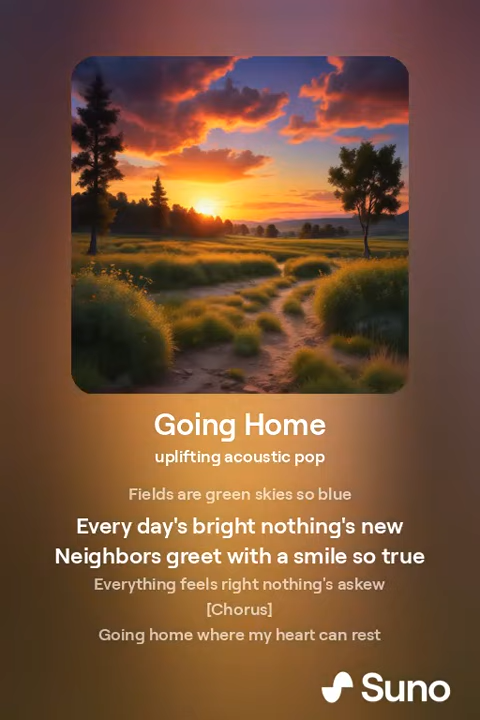 Going Home
uplifting acoustic pop
Fields are green skies so blue
Every day's bright nothing's new
Neighbors greet with a smile so true
Everything feels right nothing's askew
[Chorus]
Going home where my heart can rest
Suno